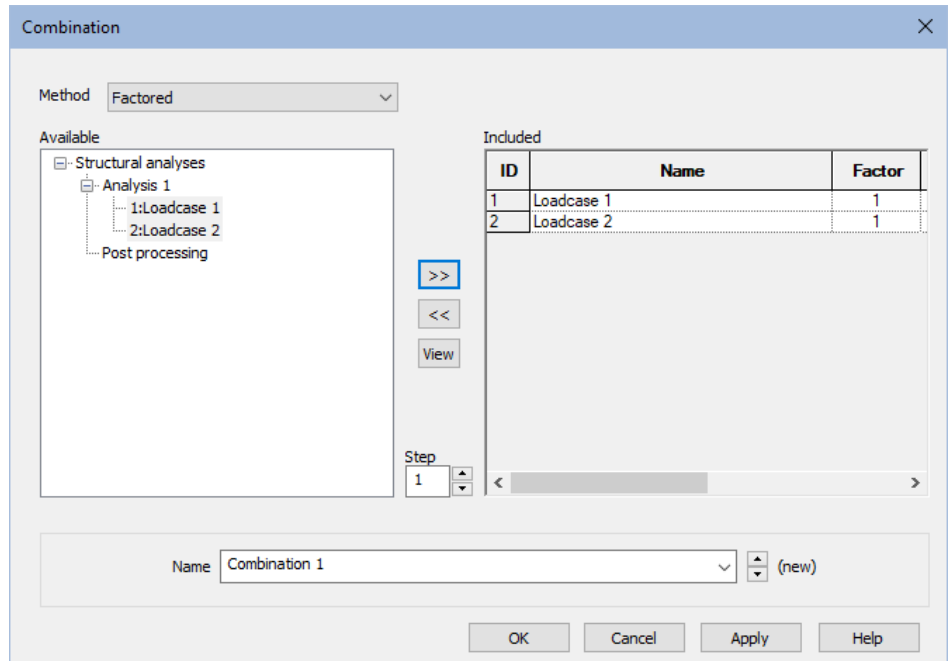 Combination
Method Factored
Available
Included
Structural analyses
Analysis 1
1:Loadcase 1
2:Loadcase 2
Post processing
>>
<<
View
Step
1
ID Name Factor
1 Loadcase 1 1
2 Loadcase 2 1
Name Combination 1 (new)
OK Cancel Apply Help